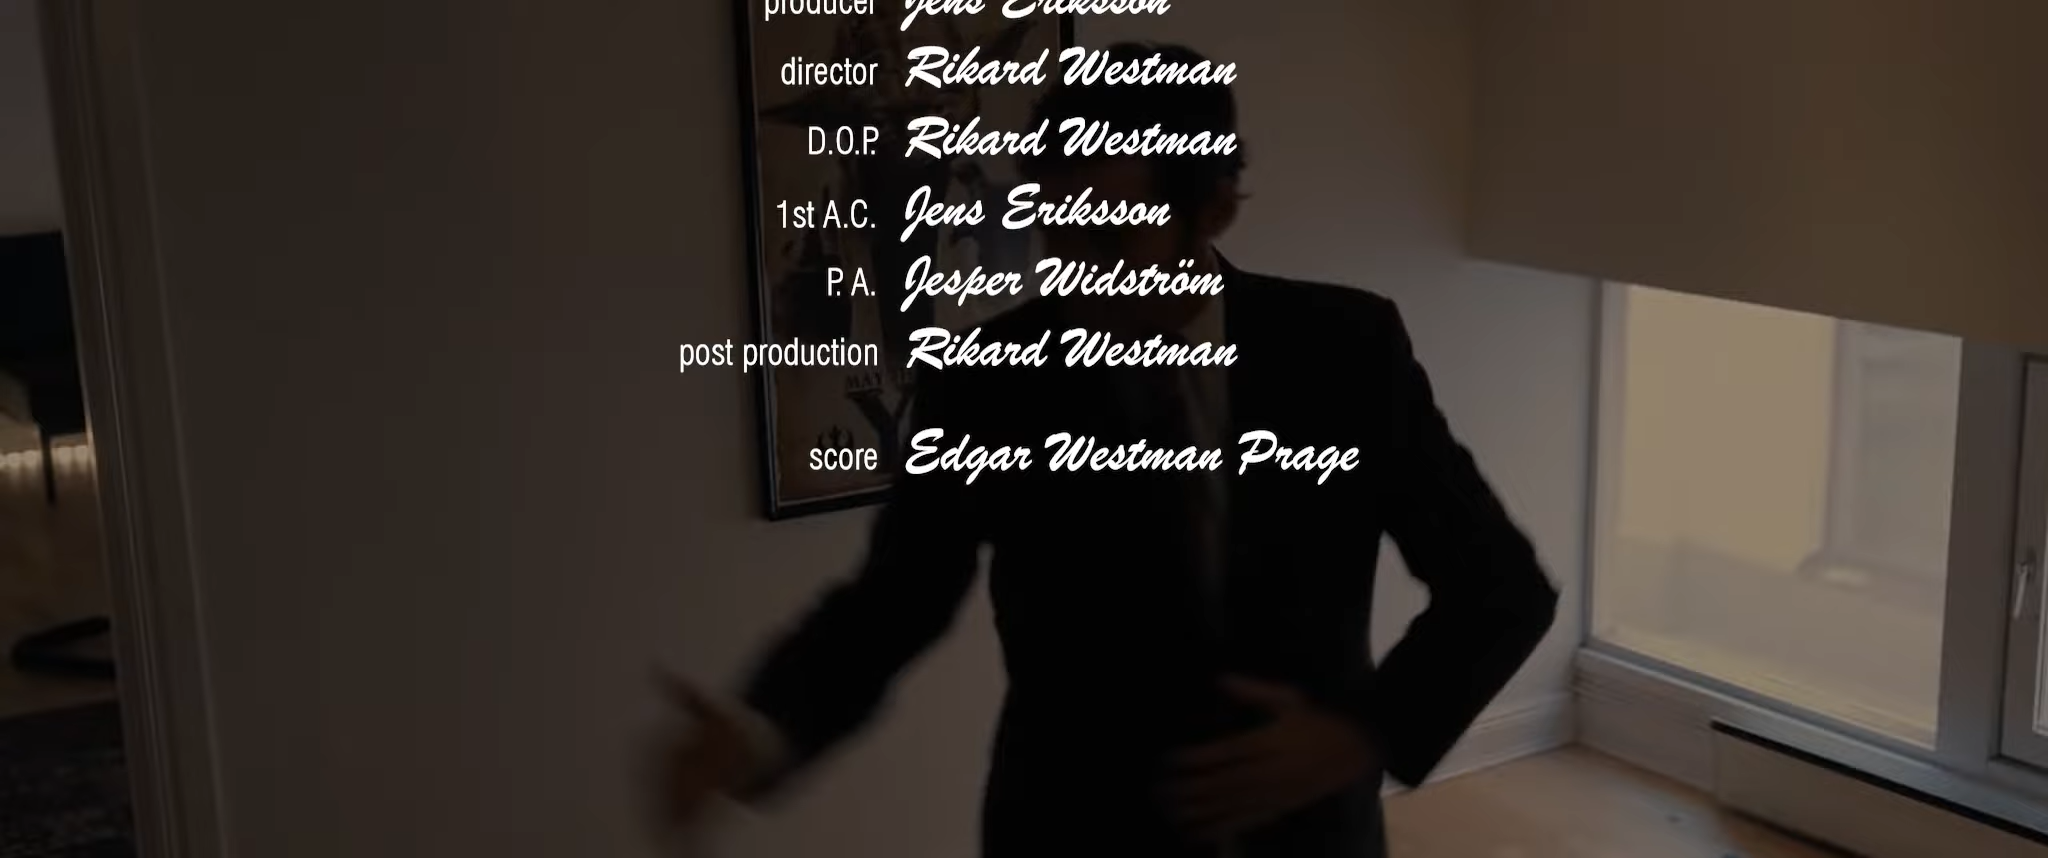 producer Jens Eriksson
director Rikard Westman
D.O.P. Rikard Westman
1st A.C. Jens Eriksson
P. A. Jesper Widström
post production Rikard Westman
MAY
score Edgar Westman Prage